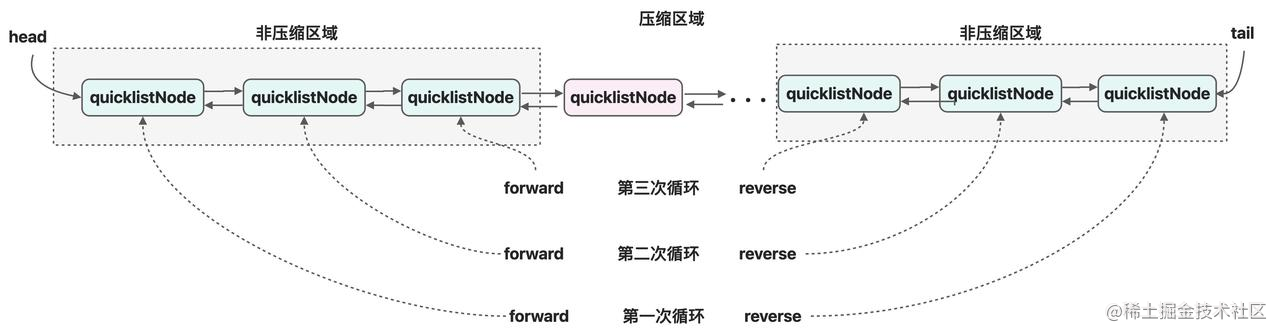 压缩区域
head
非压缩区域
非压缩区域
tail
quicklistNode
quicklistNode
quicklistNode
quicklistNode
...
quicklistNode
quicklistNode
quicklistNode
forward 第三次循环 reverse
forward 第二次循环 reverse
forward 第一次循环 reverse
@稀土掘金技术社区